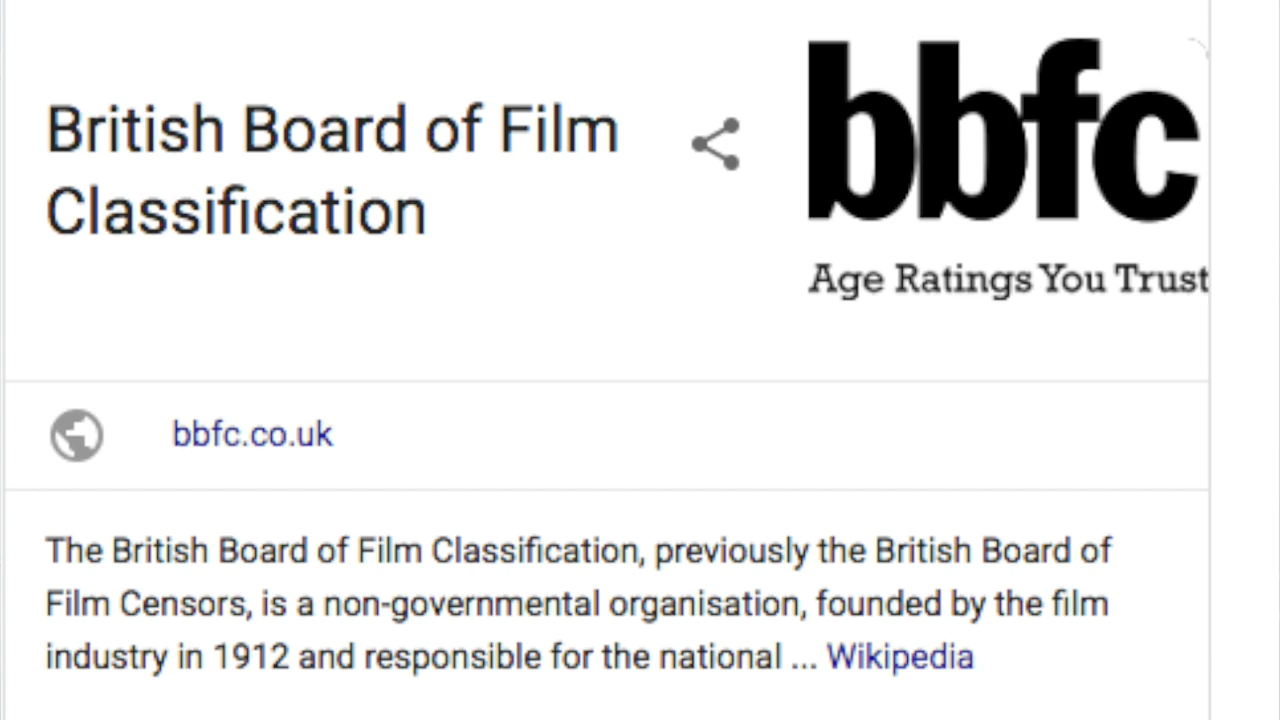 British Board of Film
Classification
bbfc
Age Ratings You Trust
bbfc.co.uk
The British Board of Film Classification, previously the British Board of
Film Censors, is a non-governmental organisation, founded by the film
industry in 1912 and responsible for the national ... Wikipedia